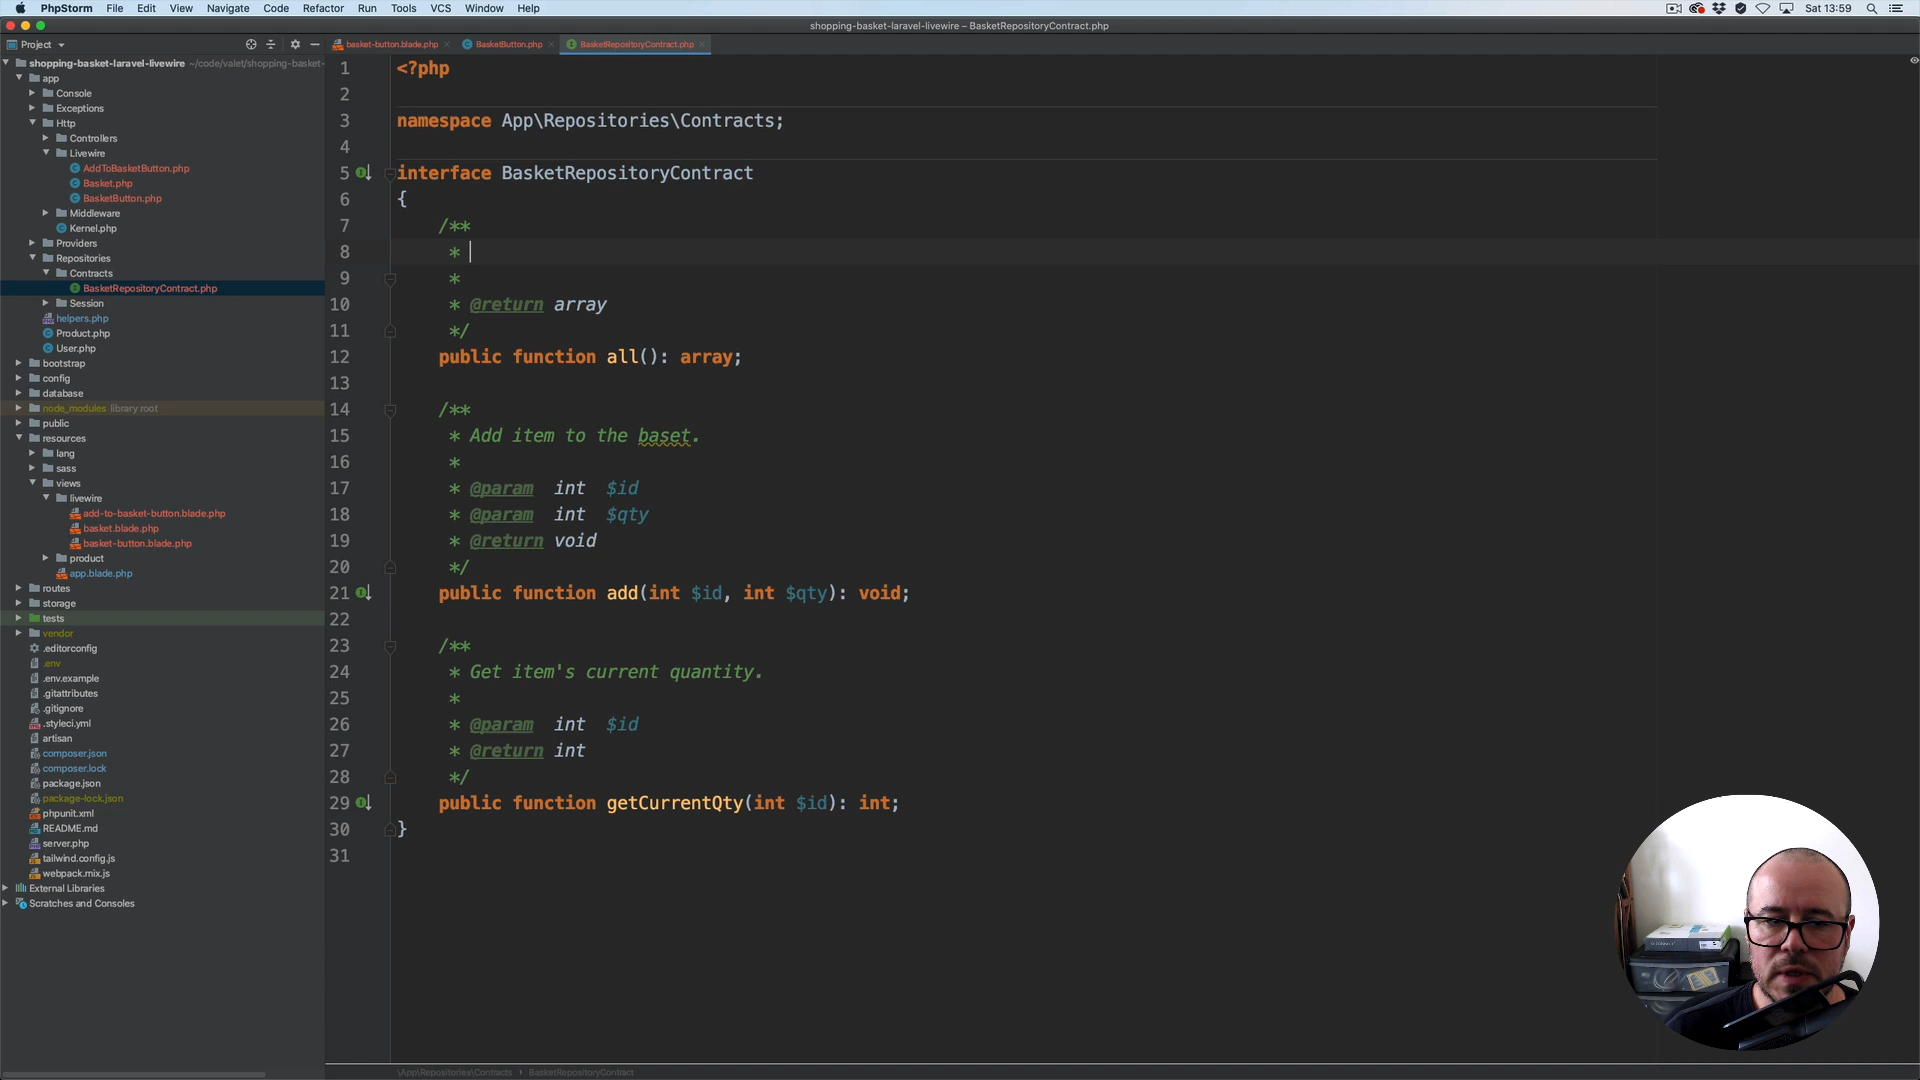 PhpStorm File Edit View Navigate Code Refactor Run Tools VCS Window Help Sat 13:59
shopping-basket-laravel-livewire – BasketRepositoryContract.php
Project
basket-button.blade.php BasketButton.php BasketRepositoryContract.php
shopping-basket-laravel-livewire ~/code/valet/shopping-basket-
app
Console
Exceptions
Http
Controllers
Livewire
AddToBasketButton.php
Basket.php
BasketButton.php
Middleware
Kernel.php
Providers
Repositories
Contracts
BasketRepositoryContract.php
Session
helpers.php
Product.php
User.php
bootstrap
config
database
node_modules library root
public
resources
lang
sass
views
livewire
add-to-basket-button.blade.php
basket.blade.php
basket-button.blade.php
product
app.blade.php
routes
storage
tests
vendor
.editorconfig
.env
.env.example
.gitattributes
.gitignore
.styleci.yml
artisan
composer.json
composer.lock
package.json
package-lock.json
phpunit.xml
README.md
server.php
tailwind.config.js
webpack.mix.js
External Libraries
Scratches and Consoles
1 <?php
2
3 namespace App\Repositories\Contracts;
4
5 interface BasketRepositoryContract
6 {
7 /**
8 *
9 *
10 * @return array
11 */
12 public function all(): array;
13
14 /**
15 * Add item to the baset.
16 *
17 * @param int $id
18 * @param int $qty
19 * @return void
20 */
21 public function add(int $id, int $qty): void;
22
23 /**
24 * Get item's current quantity.
25 *
26 * @param int $id
27 * @return int
28 */
29 public function getCurrentQty(int $id): int;
30 }
31
\App\Repositories\Contracts › BasketRepositoryContract